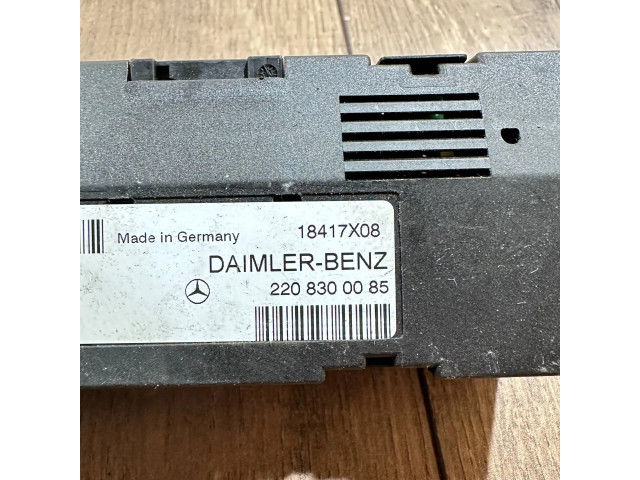 Made in Germany 18417X08
DAIMLER-BENZ
220 830 00 85